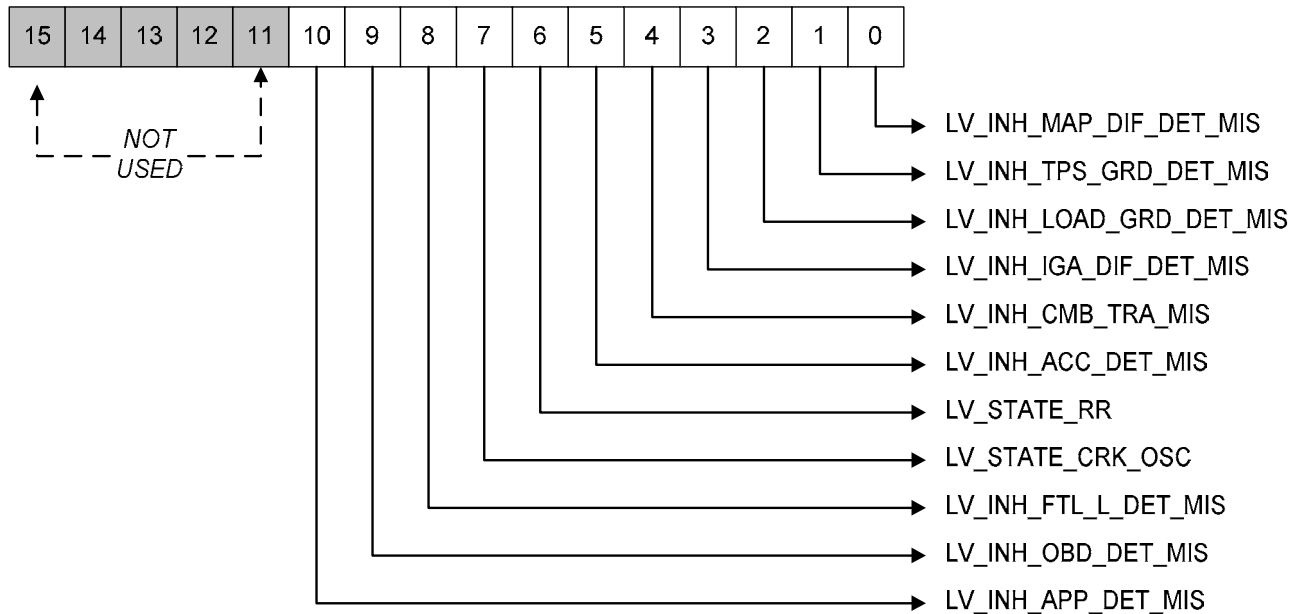 15 14 13 12 11 10 9 8 7 6 5 4 3 2 1 0
NOT
USED
LV_INH_MAP_DIF_DET_MIS
LV_INH_TPS_GRD_DET_MIS
LV_INH_LOAD_GRD_DET_MIS
LV_INH_IGA_DIF_DET_MIS
LV_INH_CMB_TRA_MIS
LV_INH_ACC_DET_MIS
LV_STATE_RR
LV_STATE_CRK_OSC
LV_INH_FTL_L_DET_MIS
LV_INH_OBD_DET_MIS
LV_INH_APP_DET_MIS